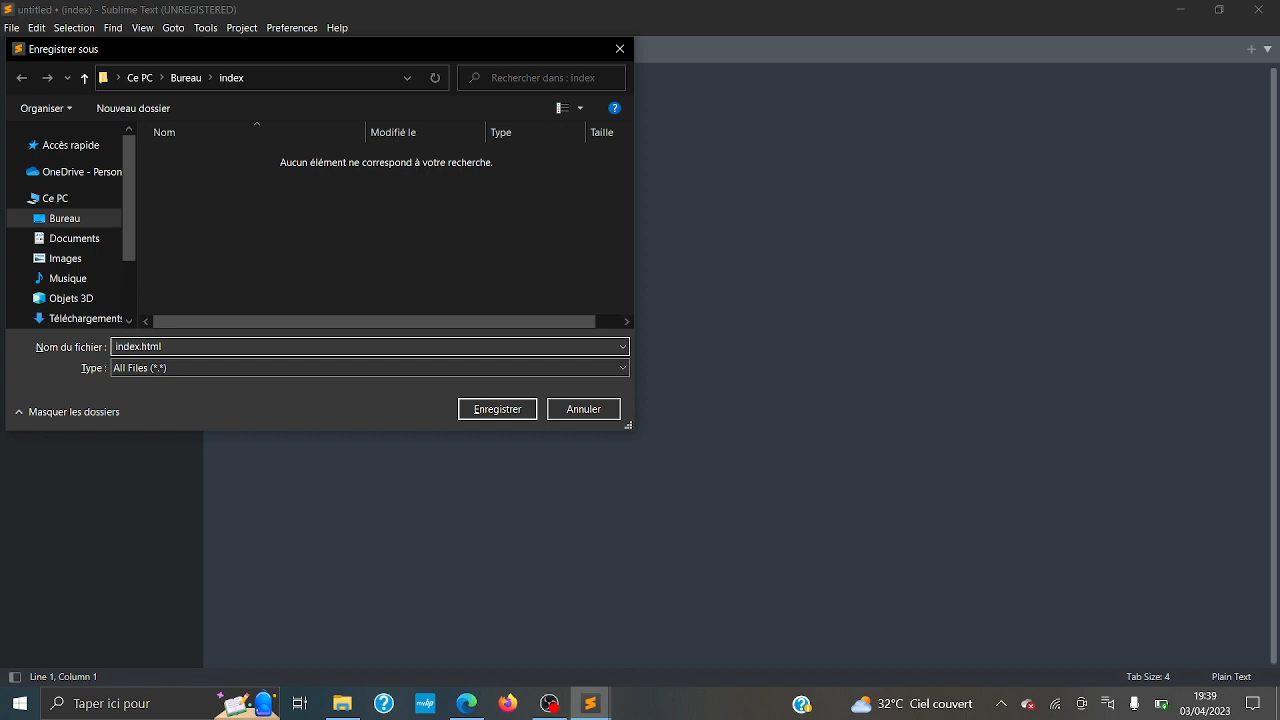 untitled • (index) - Sublime Text (UNREGISTERED)
File Edit Selection Find View Goto Tools Project Preferences Help
Enregistrer sous
Ce PC Bureau index
Rechercher dans : index
Organiser Nouveau dossier
Nom Modifié le Type Taille
Aucun élément ne correspond à votre recherche.
Accès rapide
OneDrive - Person
Ce PC
Bureau
Documents
Images
Musique
Objets 3D
Téléchargements
Nom du fichier : index.html
Type : All Files (*.*)
Masquer les dossiers
Enregistrer Annuler
Line 1, Column 1
Tab Size: 4 Plain Text
Taper ici pour
myhp
32°C Ciel couvert
19:39
03/04/2023